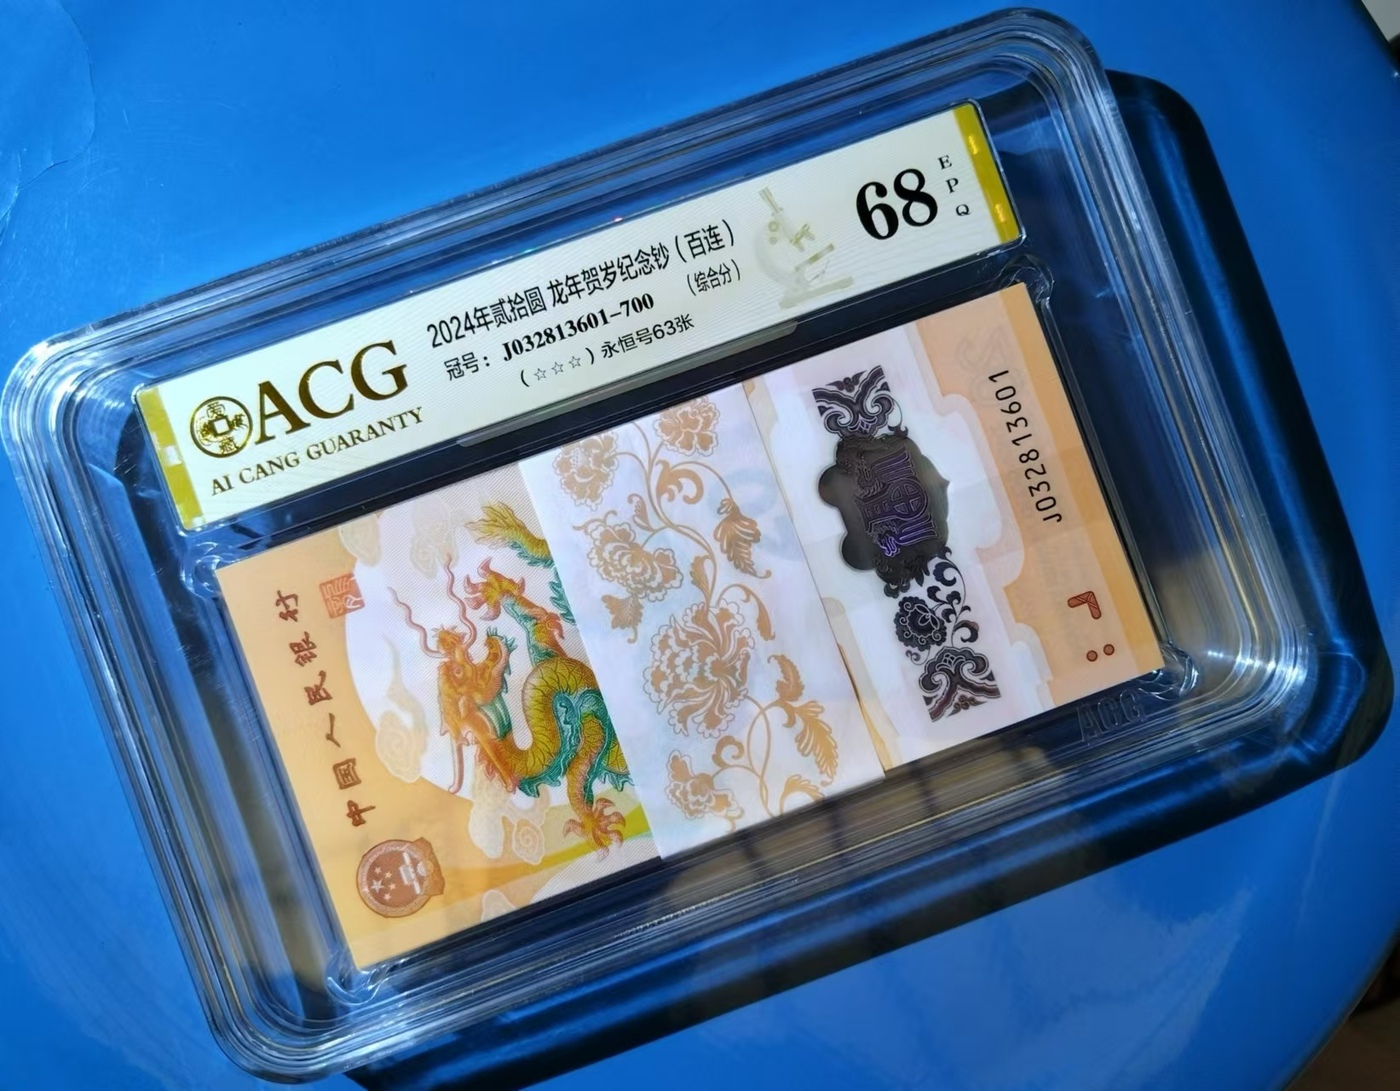 ACG
AI CANG GUARANTY
2024年贰拾圆 龙年贺岁纪念钞（百连）
冠号：J032813601-700 （综合分）
（☆☆☆）永恒号63张
68
EPQ
中国人民银行
J032813601
ACG